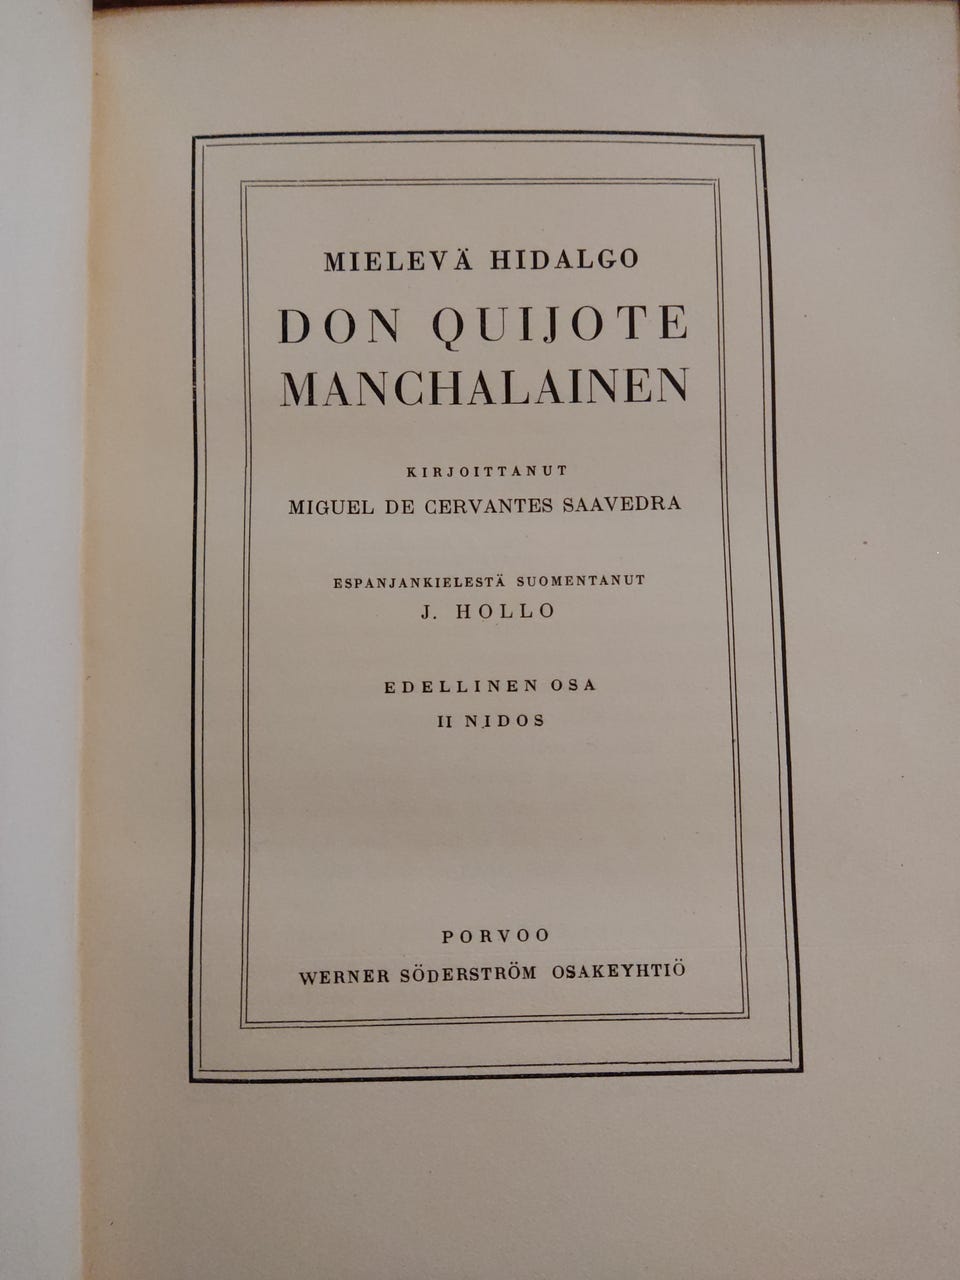 MIELEVÄ HIDALGO
DON QUIJOTE
MANCHALAINEN
KIRJOITTANUT
MIGUEL DE CERVANTES SAAVEDRA
ESPANJANKIELESTÄ SUOMENTANUT
J. HOLLO
EDELLINEN OSA
II NIDOS
PORVOO
WERNER SÖDERSTRÖM OSAKEYHTIÖ